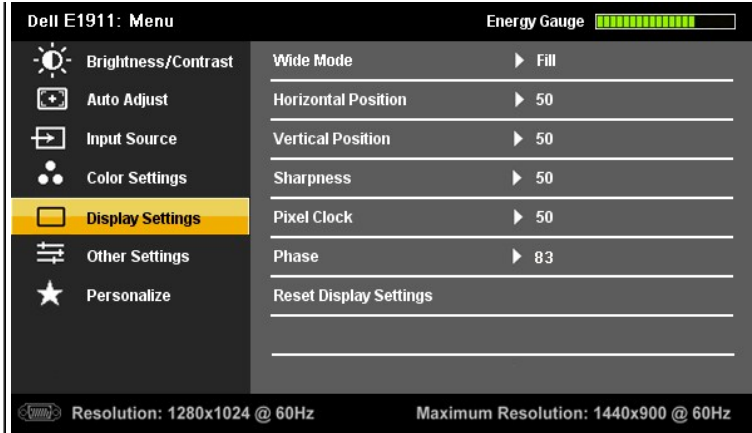 Dell E1911: Menu Energy Gauge
Brightness/Contrast Wide Mode Fill
Auto Adjust Horizontal Position 50
Input Source Vertical Position 50
Color Settings Sharpness 50
Display Settings Pixel Clock 50
Other Settings Phase 83
Personalize Reset Display Settings
Resolution: 1280x1024 @ 60Hz Maximum Resolution: 1440x900 @ 60Hz